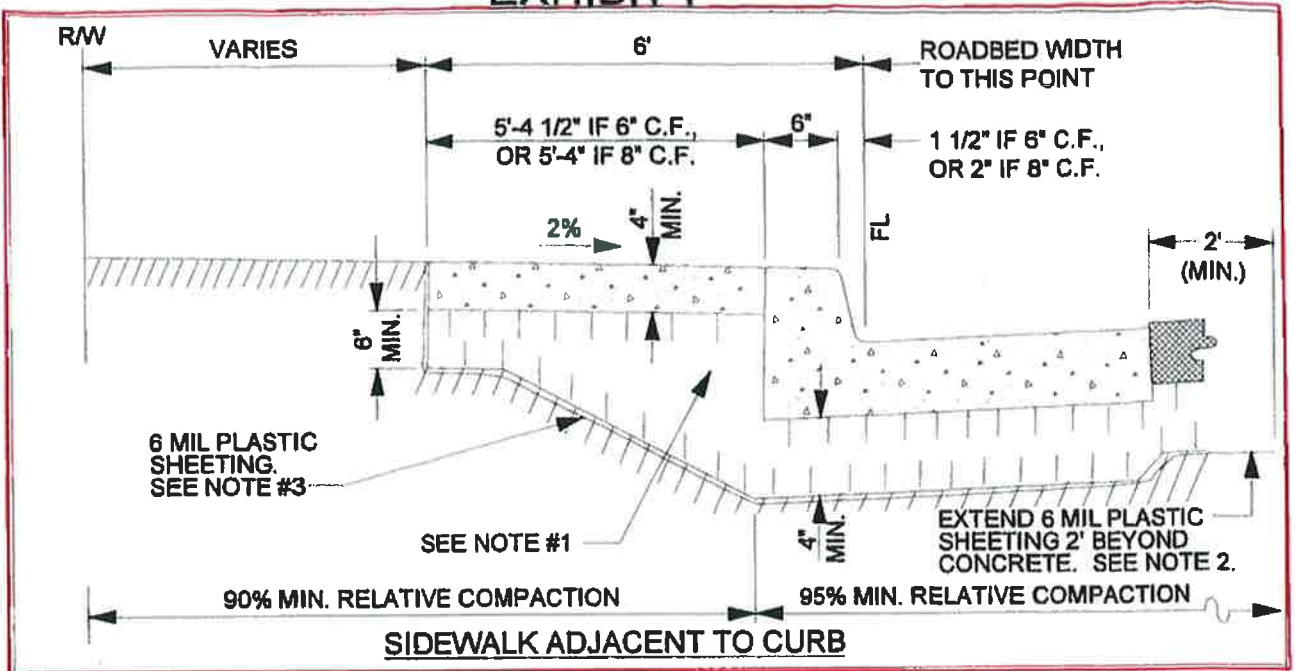 R/W
VARIES
6'
ROADBED WIDTH
TO THIS POINT
5'-4 1/2" IF 6" C.F.,
OR 5'-4" IF 8" C.F.
6"
1 1/2" IF 6" C.F.,
OR 2" IF 8" C.F.
2%
4"
MIN.
FL
2'
(MIN.)
6"
MIN.
6 MIL PLASTIC
SHEETING.
SEE NOTE #3
SEE NOTE #1
4"
MIN.
EXTEND 6 MIL PLASTIC
SHEETING 2' BEYOND
CONCRETE. SEE NOTE 2.
90% MIN. RELATIVE COMPACTION
95% MIN. RELATIVE COMPACTION
SIDEWALK ADJACENT TO CURB